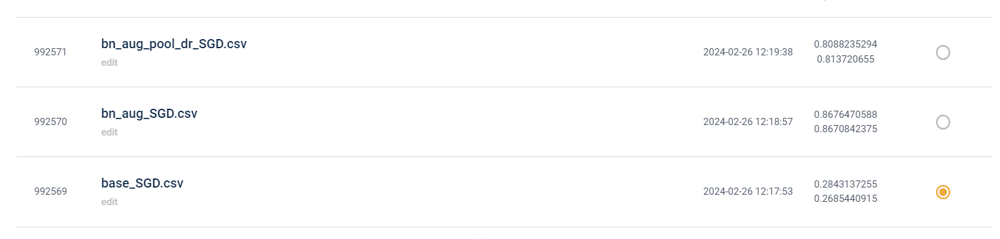 992571
bn_aug_pool_dr_SGD.csv
edit
2024-02-26 12:19:38
0.8088235294
0.813720655
992570
bn_aug_SGD.csv
edit
2024-02-26 12:18:57
0.8676470588
0.8670842375
992569
base_SGD.csv
edit
2024-02-26 12:17:53
0.2843137255
0.2685440915